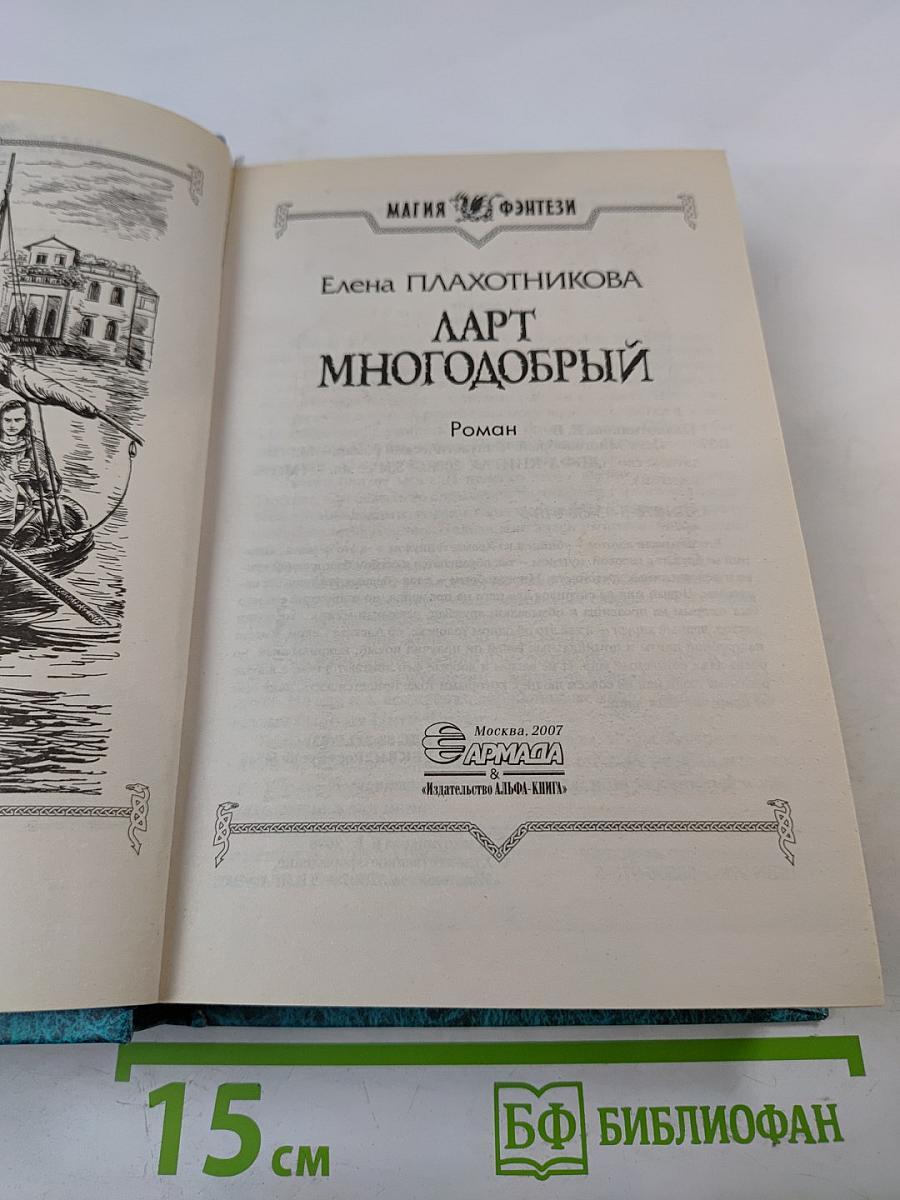 МАГИЯ ФЭНТЕЗИ
Елена ПЛАХОТНИКОВА
ЛАРТ
МНОГОДОБРЫЙ
Роман
Москва, 2007
АРМАДА
&
«Издательство АЛЬФА-КНИГА»
15 см
БФ БИБЛИОФАН